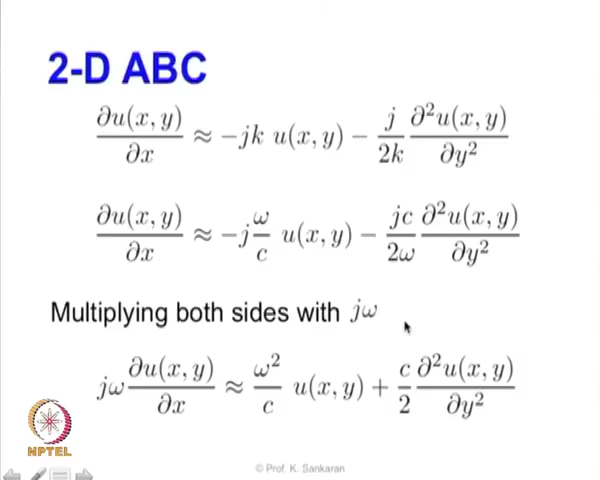 2-D ABC
∂u(x, y)/∂x ≈ −jk u(x, y) − j/2k ∂²u(x, y)/∂y²
∂u(x, y)/∂x ≈ −j ω/c u(x, y) − jc/2ω ∂²u(x, y)/∂y²
Multiplying both sides with jω
jω ∂u(x, y)/∂x ≈ ω²/c u(x, y) + c/2 ∂²u(x, y)/∂y²
NPTEL
© Prof. K. Sankaran